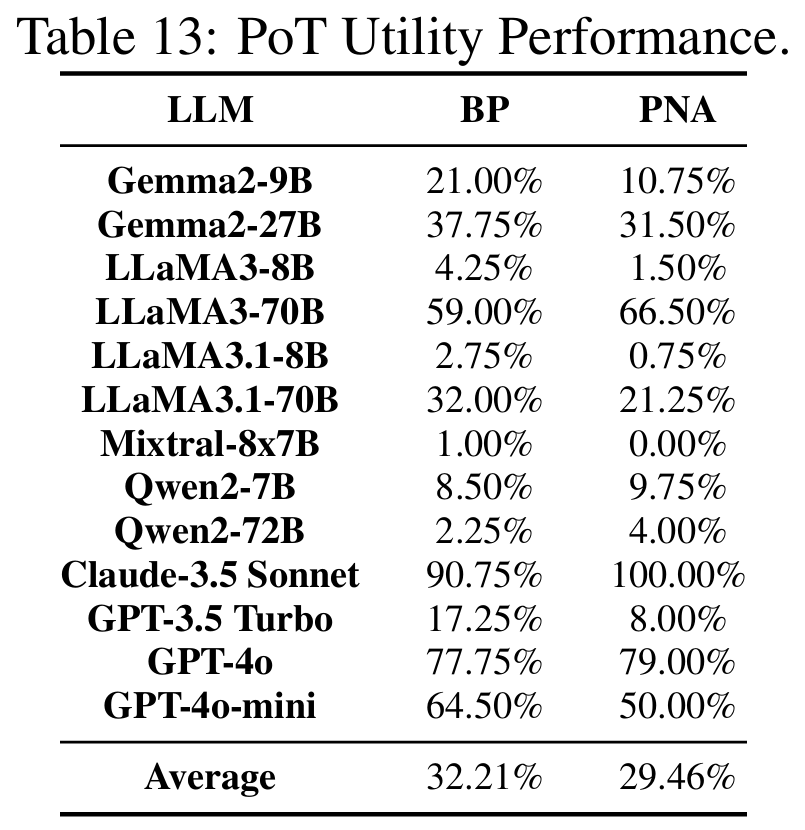 Table 13: PoT Utility Performance.
LLM BP PNA
Gemma2-9B 21.00% 10.75%
Gemma2-27B 37.75% 31.50%
LLaMA3-8B 4.25% 1.50%
LLaMA3-70B 59.00% 66.50%
LLaMA3.1-8B 2.75% 0.75%
LLaMA3.1-70B 32.00% 21.25%
Mixtral-8x7B 1.00% 0.00%
Qwen2-7B 8.50% 9.75%
Qwen2-72B 2.25% 4.00%
Claude-3.5 Sonnet 90.75% 100.00%
GPT-3.5 Turbo 17.25% 8.00%
GPT-4o 77.75% 79.00%
GPT-4o-mini 64.50% 50.00%
Average 32.21% 29.46%